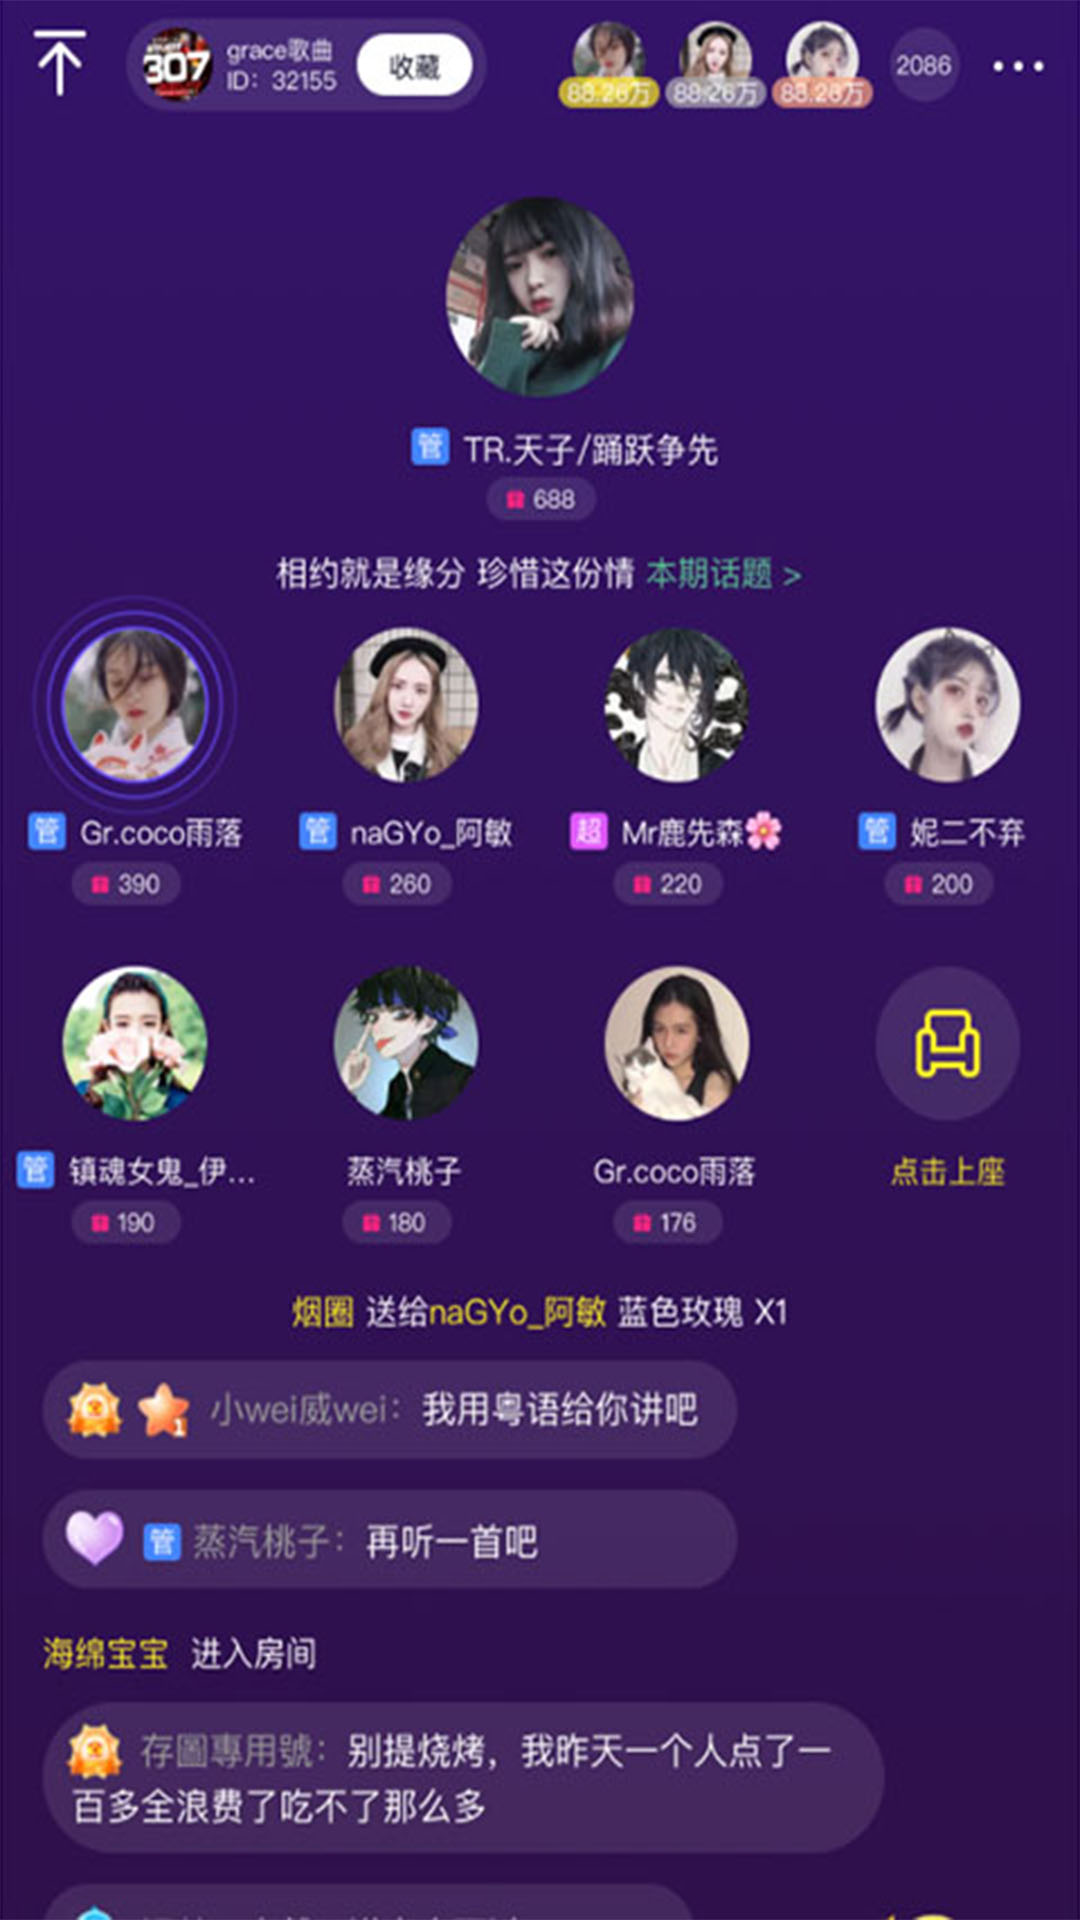 307
grace歌曲
ID: 32155
收藏
88.26万
88.26万
88.26万
2086
管 TR.天子/踊跃争先
688
相约就是缘分 珍惜这份情 本期话题 >
管 Gr.coco雨落
390
管 naGYo_阿敏
260
超 Mr鹿先森🌸
220
管 妮二不弃
200
管 镇魂女鬼_伊...
190
蒸汽桃子
180
Gr.coco雨落
176
点击上座
烟圈 送给naGYo_阿敏 蓝色玫瑰 X1
1 小wei威wei： 我用粤语给你讲吧
管 蒸汽桃子： 再听一首吧
海绵宝宝 进入房间
存圖專用號： 别提烧烤，我昨天一个人点了一
百多全浪费了吃不了那么多